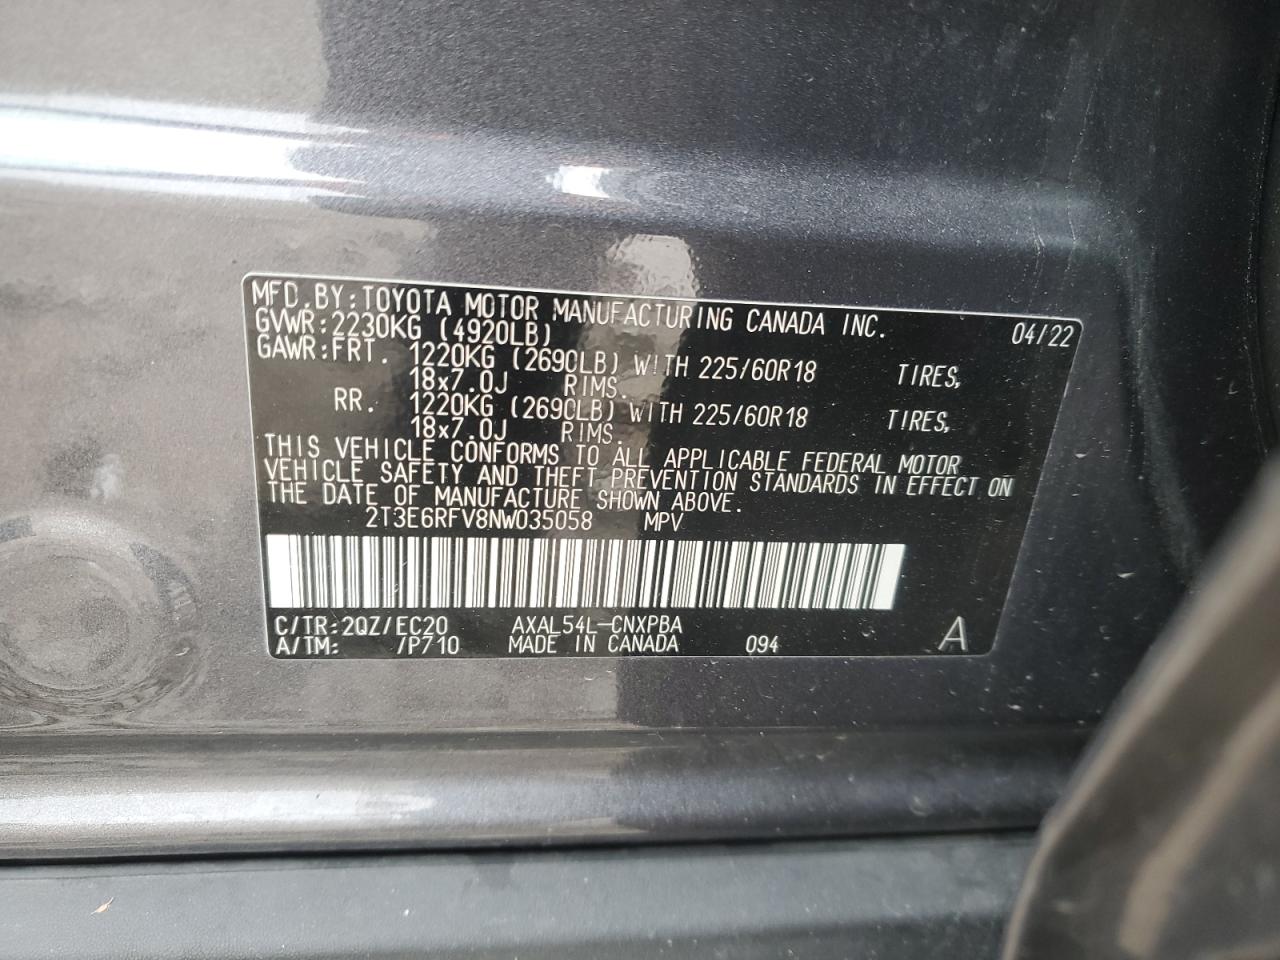 MFD.BY:TOYOTA MOTOR MANUFACTURING CANADA INC. 04/22
GVWR:2230KG (4920LB)
GAWR:FRT. 1220KG (2690LB) WITH 225/60R18 TIRES,
18x7.0J RIMS.
RR. 1220KG (2690LB) WITH 225/60R18 TIRES,
18x7.0J RIMS.
THIS VEHICLE CONFORMS TO ALL APPLICABLE FEDERAL MOTOR
VEHICLE SAFETY AND THEFT PREVENTION STANDARDS IN EFFECT ON
THE DATE OF MANUFACTURE SHOWN ABOVE.
2T3E6RFV8NW035058 MPV
C/TR:2QZ/EC20 AXAL54L-CNXPBA
A/TM: /P710 MADE IN CANADA 094 A